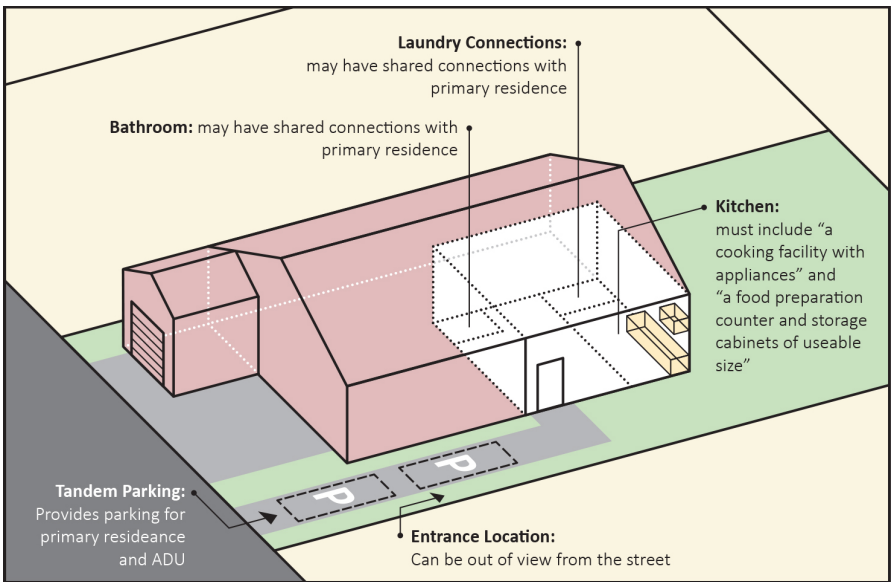 Laundry Connections:
may have shared connections with
primary residence
Bathroom: may have shared connections with
primary residence
Kitchen:
must include “a
cooking facility with
appliances” and
“a food preparation
counter and storage
cabinets of useable
size”
P
P
Tandem Parking:
Provides parking for
primary resideance
and ADU
Entrance Location:
Can be out of view from the street